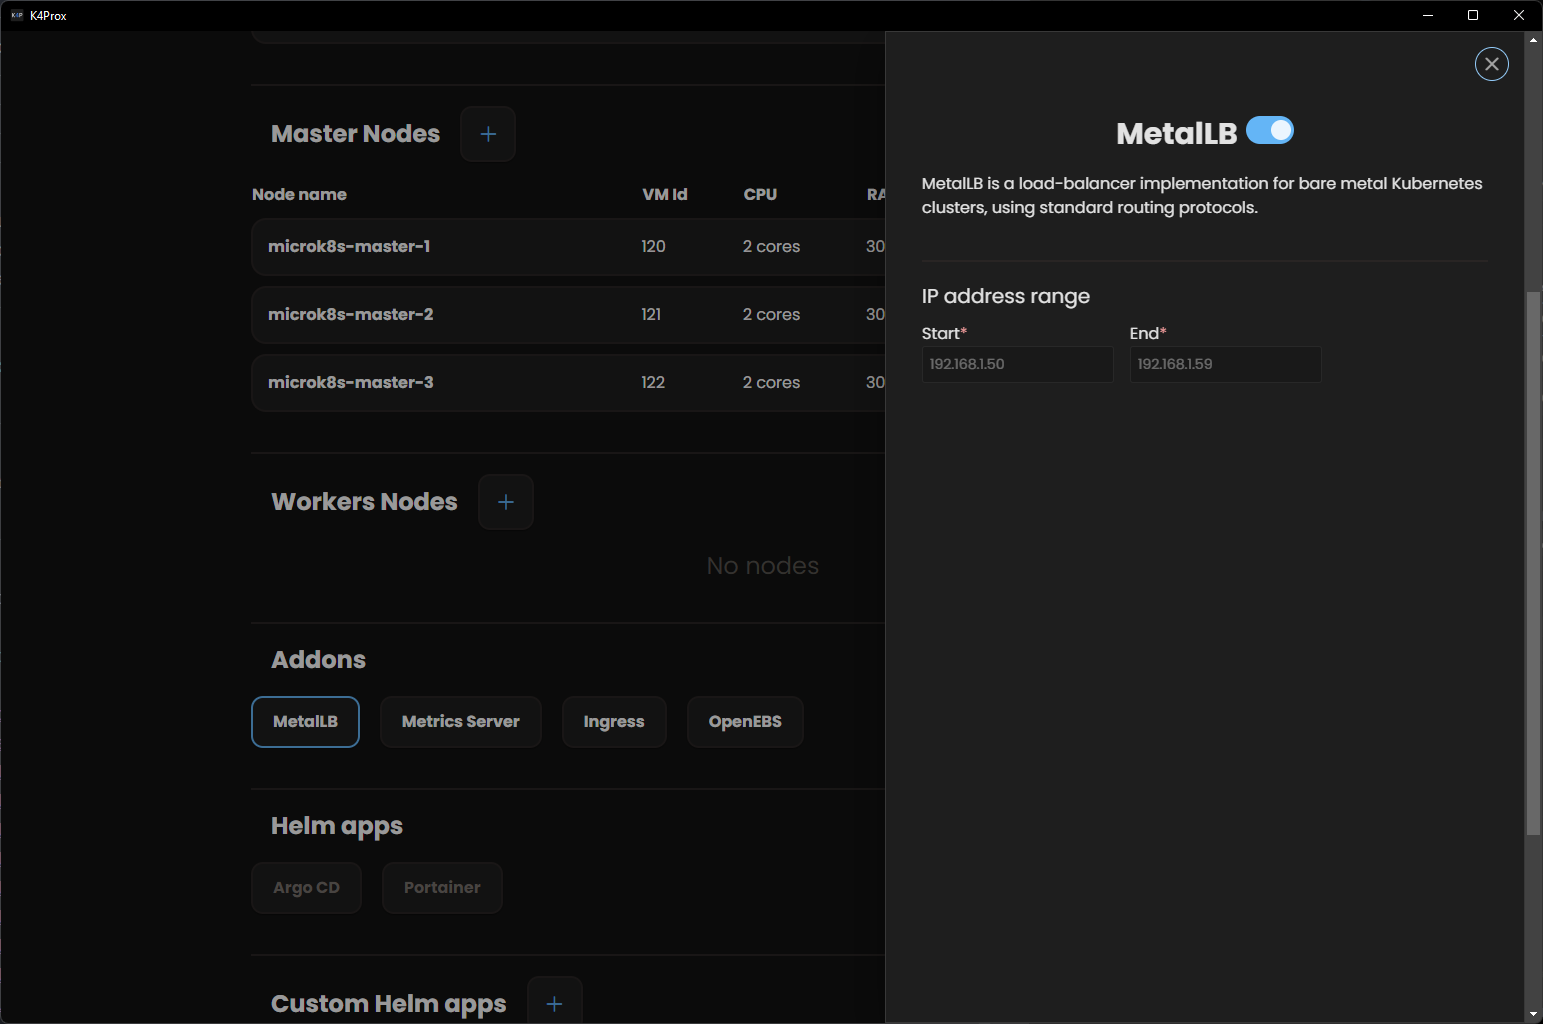 K4P K4Prox
Master Nodes +
Node name VM Id CPU RA
microk8s-master-1 120 2 cores 30
microk8s-master-2 121 2 cores 30
microk8s-master-3 122 2 cores 30
Workers Nodes +
No nodes
Addons
MetalLB Metrics Server Ingress OpenEBS
Helm apps
Argo CD Portainer
Custom Helm apps +
MetalLB
MetalLB is a load-balancer implementation for bare metal Kubernetes
clusters, using standard routing protocols.
IP address range
Start* End*
192.168.1.50 192.168.1.59